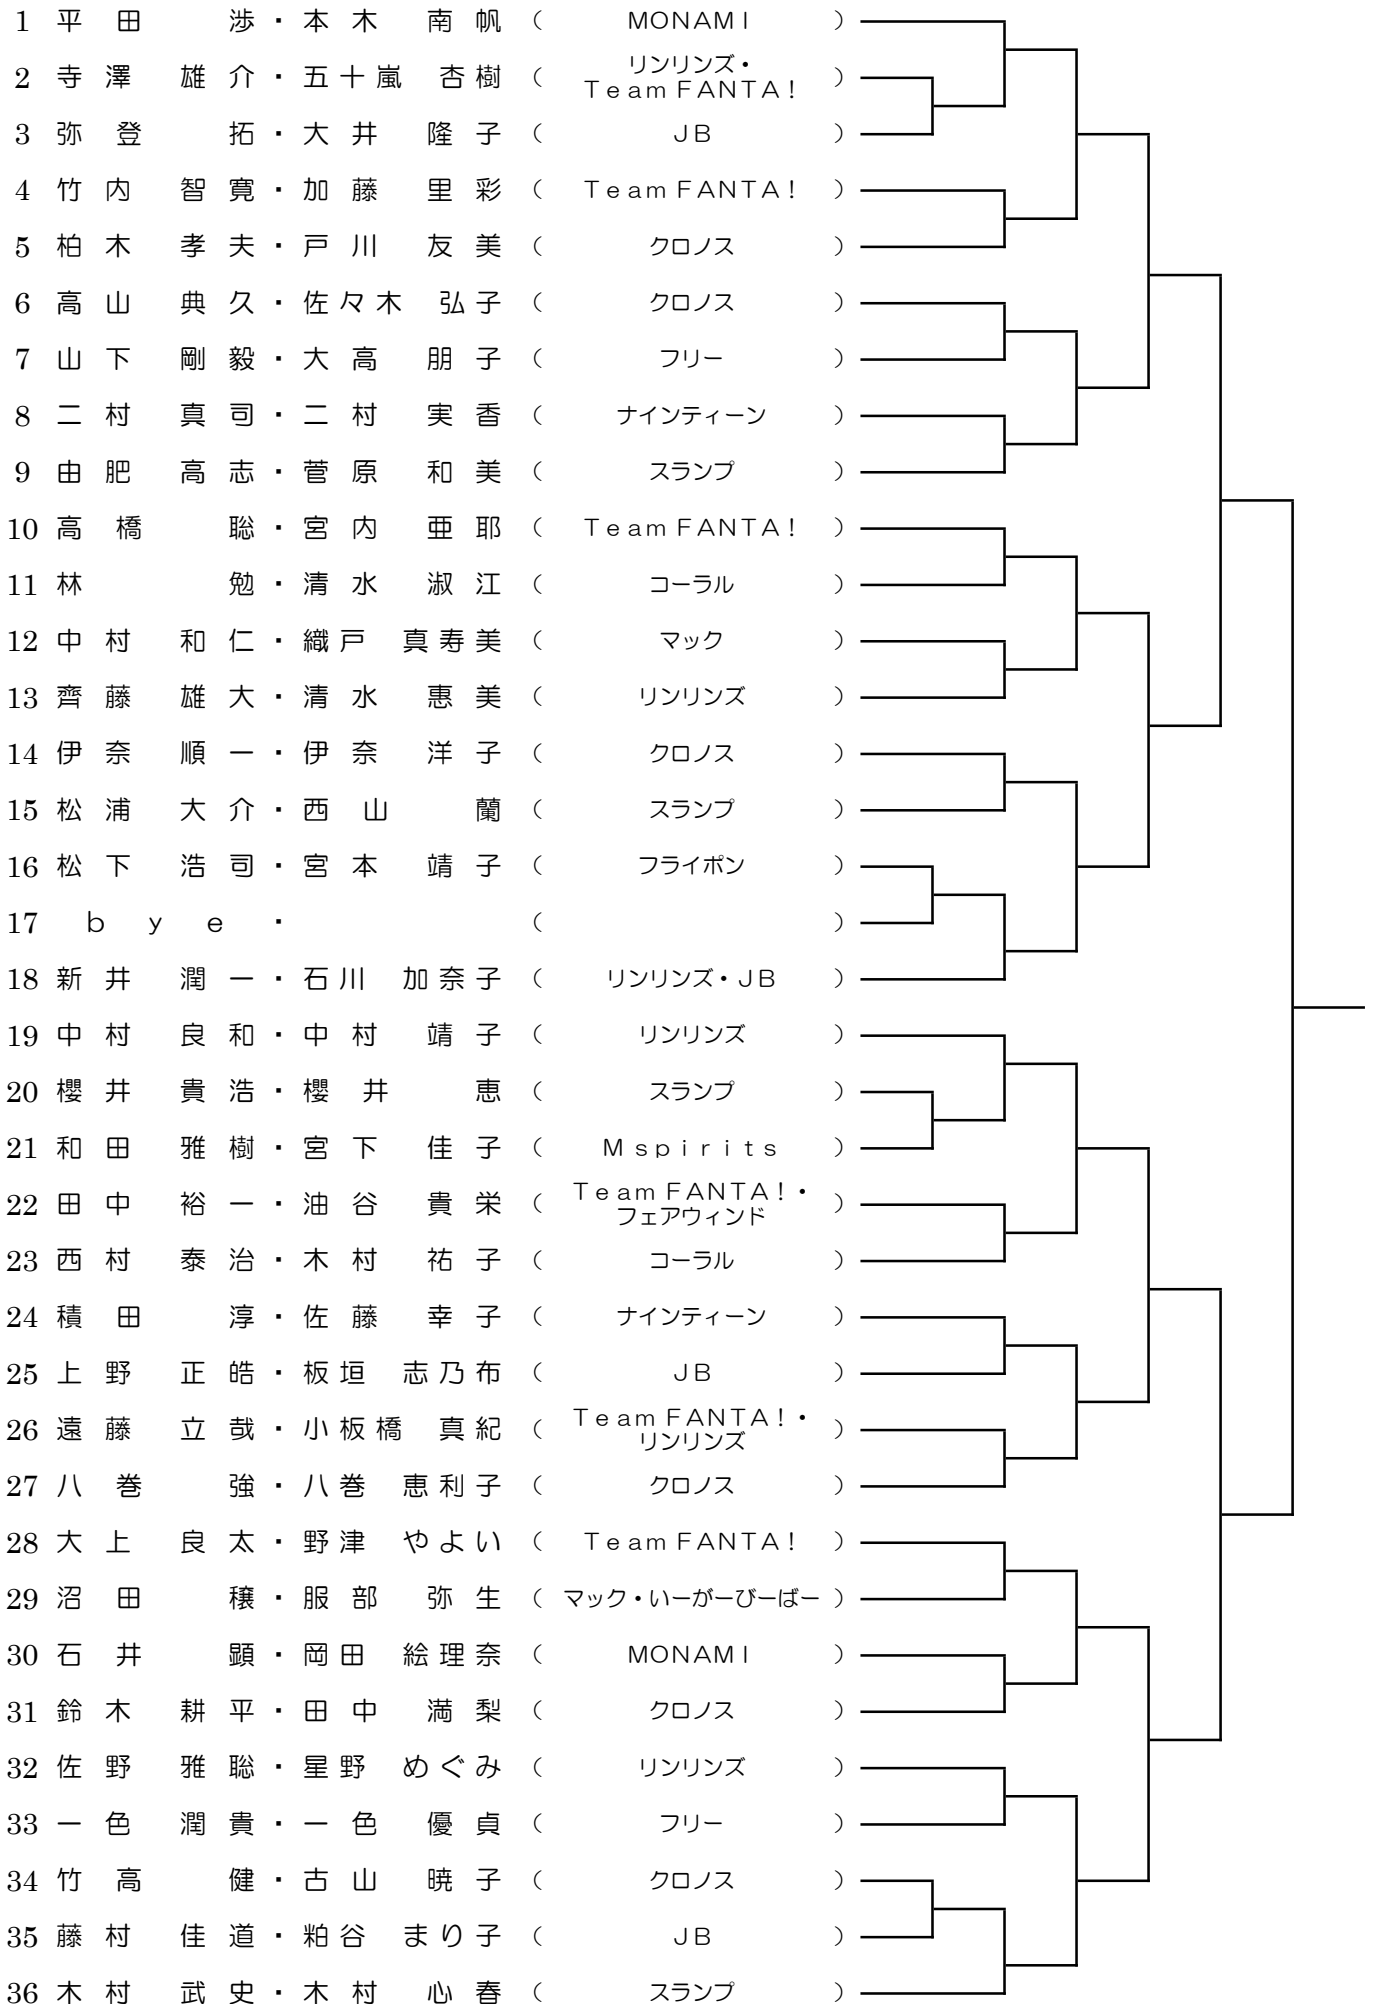 1 平田 渉・本木 南帆 ( MONAMI )
2 寺澤 雄介・五十嵐 杏樹 ( リンリンズ・
Team FANTA! )
3 弥登 拓・大井 隆子 ( JB )
4 竹内 智寛・加藤 里彩 ( Team FANTA! )
5 柏木 孝夫・戸川 友美 ( クロノス )
6 高山 典久・佐々木 弘子 ( クロノス )
7 山下 剛毅・大高 朋子 ( フリー )
8 二村 真司・二村 実香 ( ナインティーン )
9 由肥 高志・菅原 和美 ( スランプ )
10 高橋 聡・宮内 亜耶 ( Team FANTA! )
11 林 勉・清水 淑江 ( コーラル )
12 中村 和仁・織戸 真寿美 ( マック )
13 齊藤 雄大・清水 惠美 ( リンリンズ )
14 伊奈 順一・伊奈 洋子 ( クロノス )
15 松浦 大介・西山 蘭 ( スランプ )
16 松下 浩司・宮本 靖子 ( フライポン )
17 bye・ ( )
18 新井 潤一・石川 加奈子 ( リンリンズ・JB )
19 中村 良和・中村 靖子 ( リンリンズ )
20 櫻井 貴浩・櫻井 恵 ( スランプ )
21 和田 雅樹・宮下 佳子 ( Mspirits )
22 田中 裕一・油谷 貴栄 ( Team FANTA!・
フェアウィンド )
23 西村 泰治・木村 祐子 ( コーラル )
24 積田 淳・佐藤 幸子 ( ナインティーン )
25 上野 正皓・板垣 志乃布 ( JB )
26 遠藤 立哉・小板橋 真紀 ( Team FANTA!・
リンリンズ )
27 八巻 強・八巻 恵利子 ( クロノス )
28 大上 良太・野津 やよい ( Team FANTA! )
29 沼田 穣・服部 弥生 ( マック・いーがーびーばー )
30 石井 顕・岡田 絵理奈 ( MONAMI )
31 鈴木 耕平・田中 満梨 ( クロノス )
32 佐野 雅聡・星野 めぐみ ( リンリンズ )
33 一色 潤貴・一色 優貞 ( フリー )
34 竹高 健・古山 暁子 ( クロノス )
35 藤村 佳道・粕谷 まり子 ( JB )
36 木村 武史・木村 心春 ( スランプ )